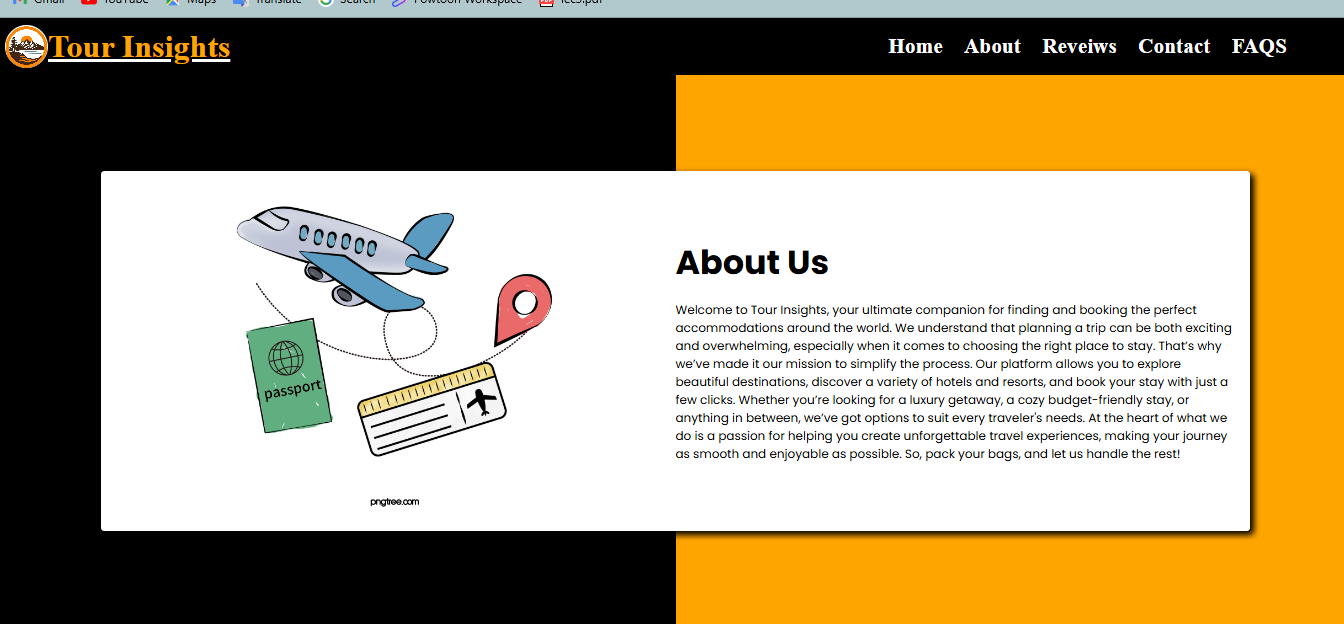 Gmail YouTube Maps Translate Search Powtoon Workspace lec3.pdf
Tour Insights Home About Reveiws Contact FAQS
About Us
Welcome to Tour Insights, your ultimate companion for finding and booking the perfect
accommodations around the world. We understand that planning a trip can be both exciting
and overwhelming, especially when it comes to choosing the right place to stay. That's why
we've made it our mission to simplify the process. Our platform allows you to explore
beautiful destinations, discover a variety of hotels and resorts, and book your stay with just a
few clicks. Whether you're looking for a luxury getaway, a cozy budget-friendly stay, or
anything in between, we've got options to suit every traveler's needs. At the heart of what we
do is a passion for helping you create unforgettable travel experiences, making your journey
as smooth and enjoyable as possible. So, pack your bags, and let us handle the rest!
passport
pngtree.com